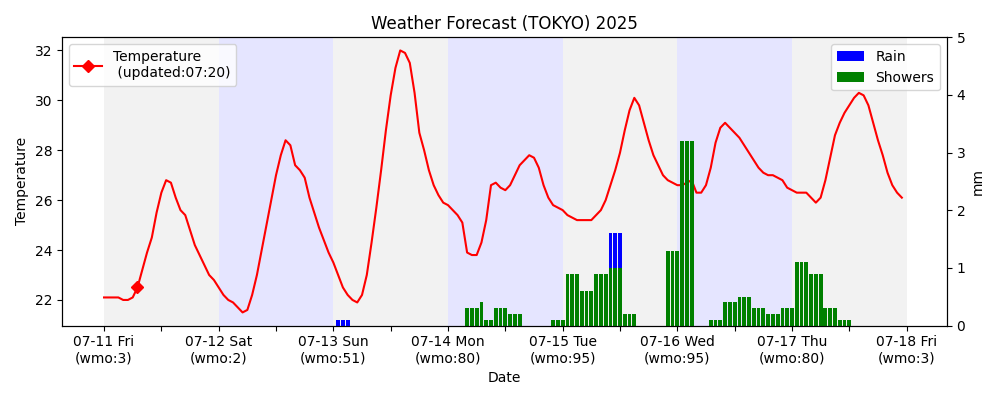 Weather Forecast (TOKYO) 2025
Temperature
(updated:07:20)
Rain
Showers
Temperature
32
30
28
26
24
22
5
4
3
2
1
0
mm
07-11 Fri
(wmo:3)
07-12 Sat
(wmo:2)
07-13 Sun
(wmo:51)
07-14 Mon
(wmo:80)
07-15 Tue
(wmo:95)
07-16 Wed
(wmo:95)
07-17 Thu
(wmo:80)
07-18 Fri
(wmo:3)
Date